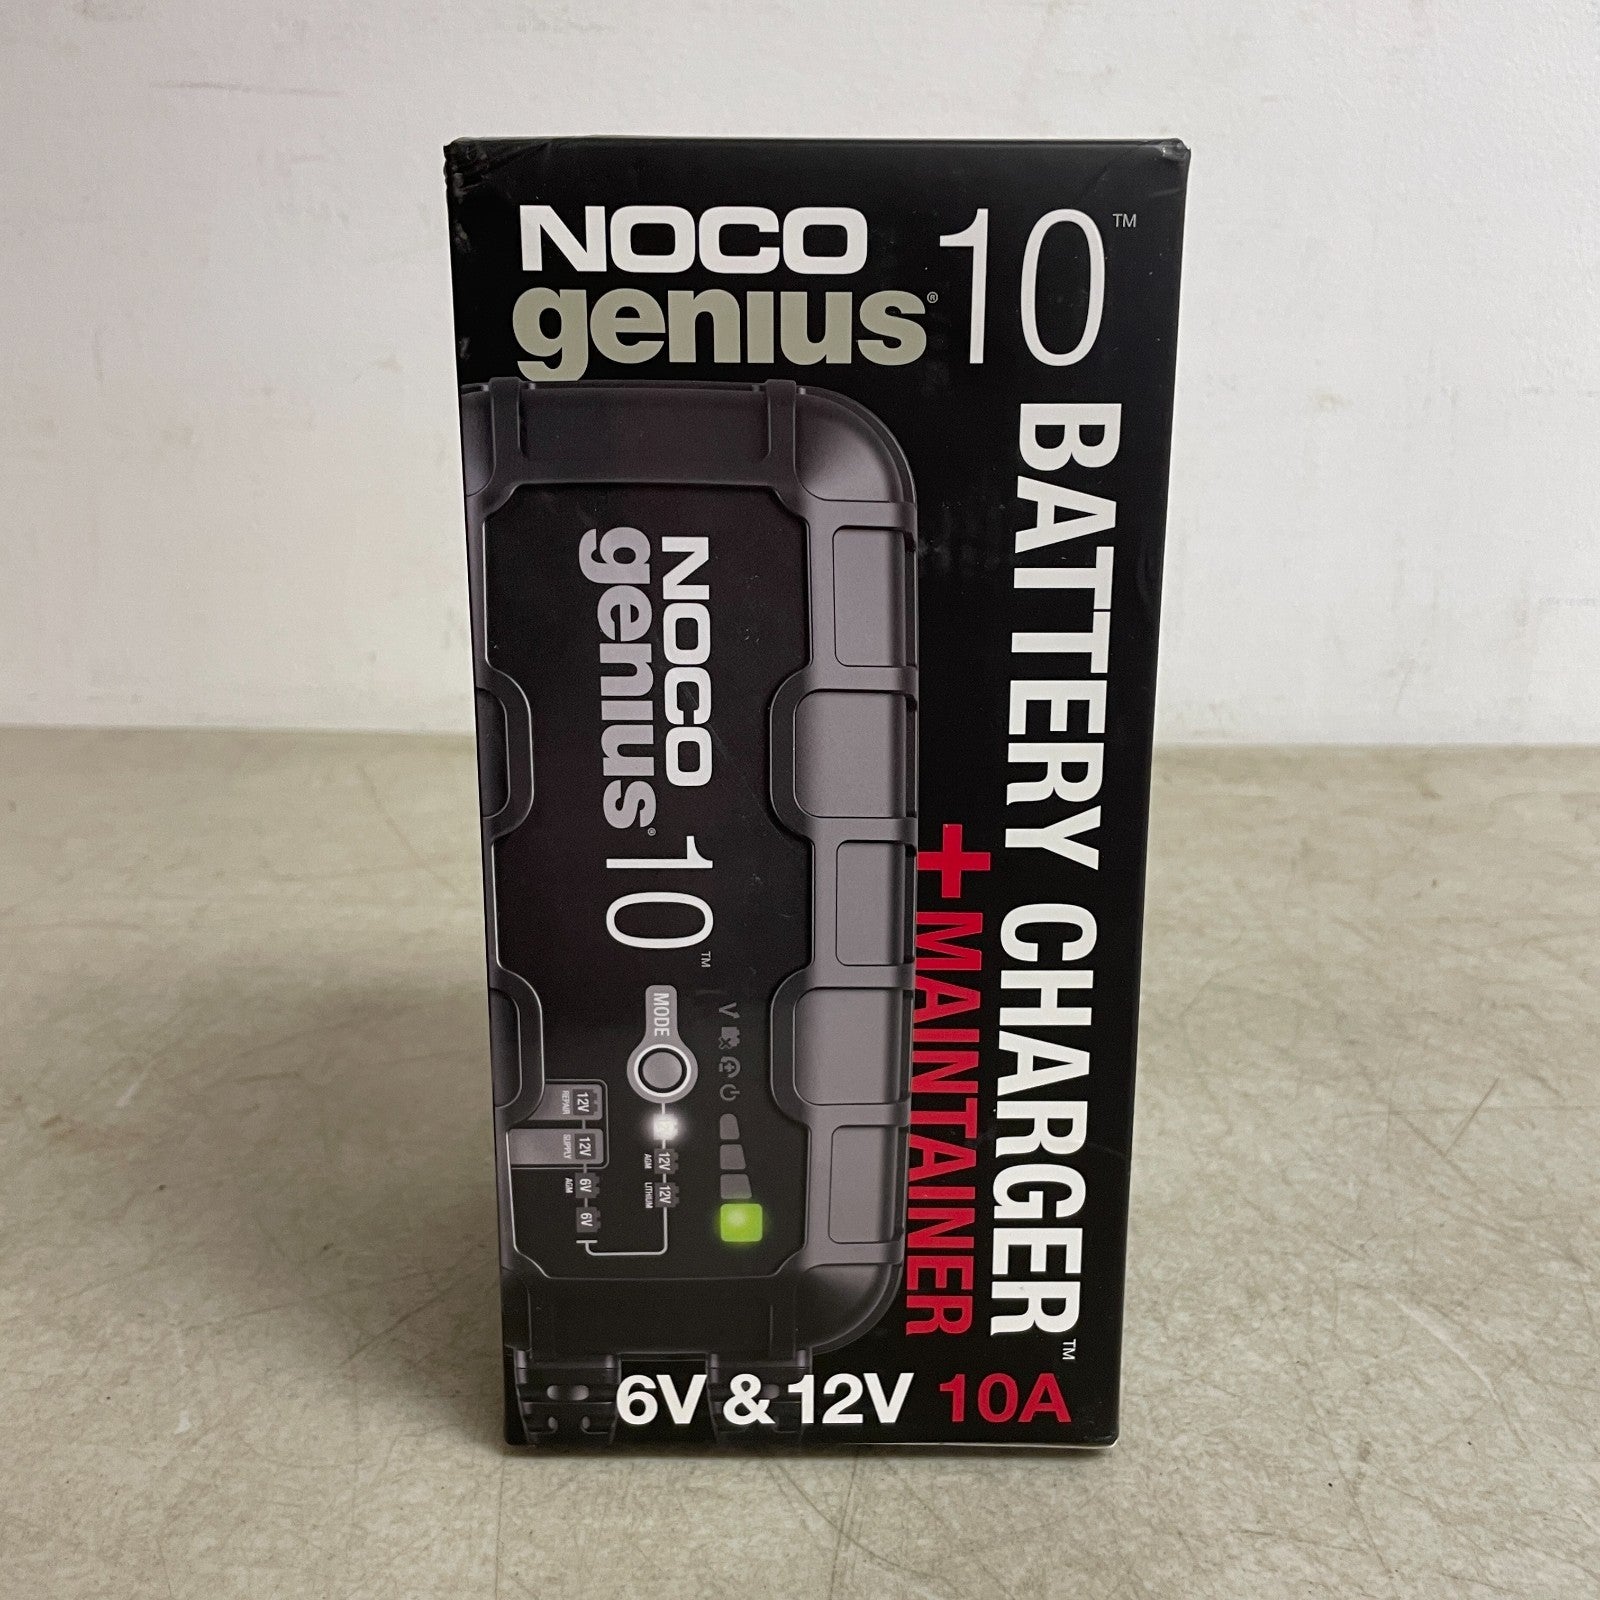 NOCO
genius® 10™
BATTERY CHARGER™
+ MAINTAINER
NOCO
genius® 10™
MODE
12V
AGM
12V
LITHIUM
12V
REPAIR
12V
SUPPLY
6V
AGM
6V
6V & 12V 10A